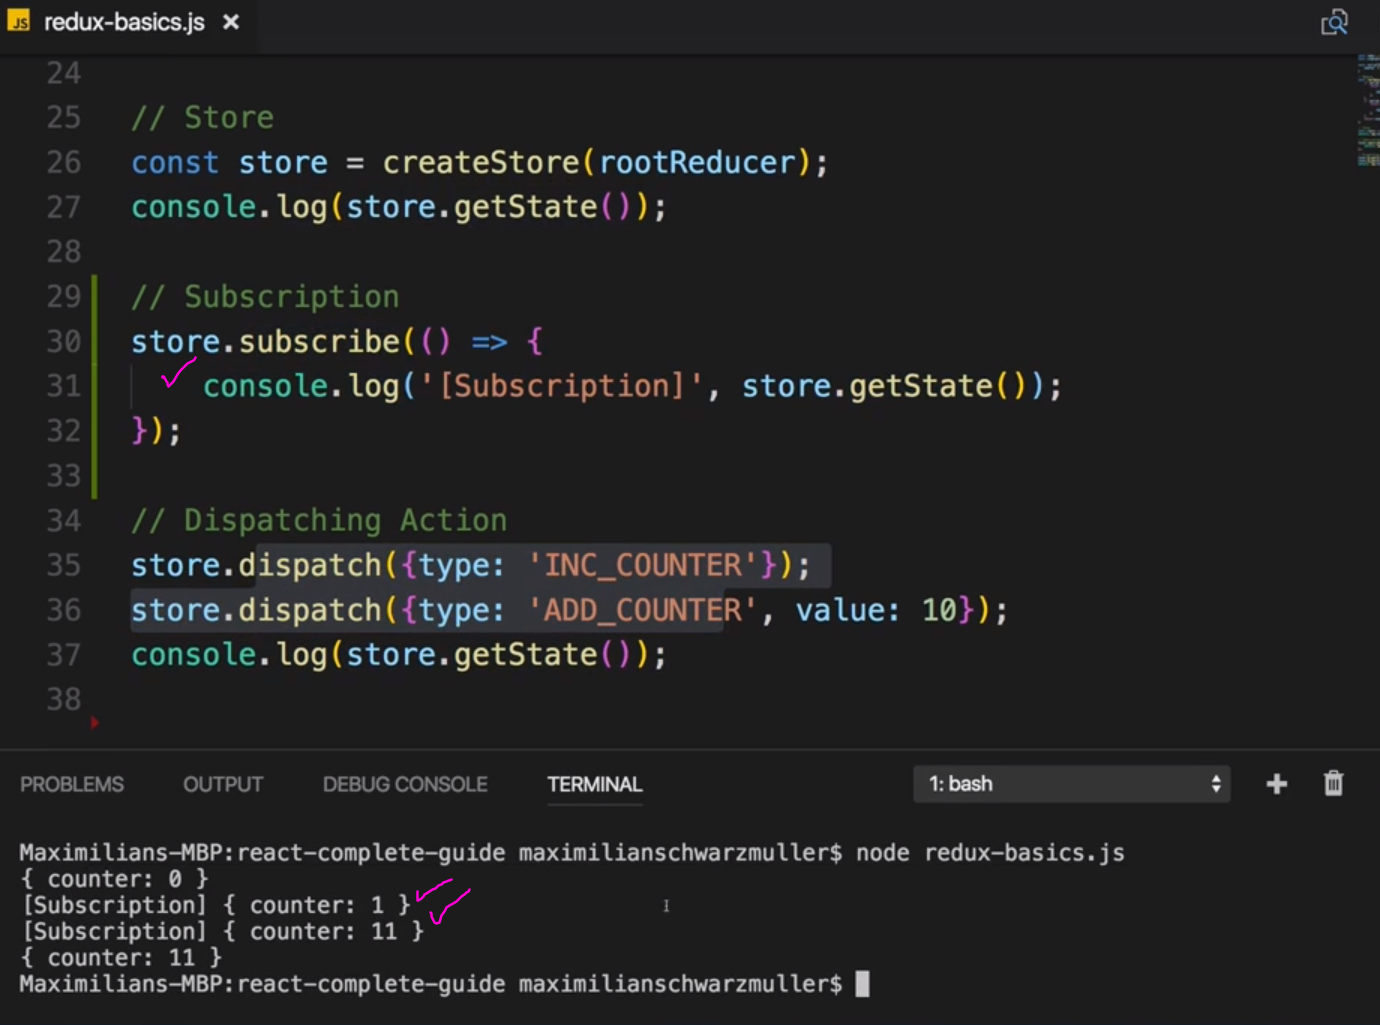 JS redux-basics.js ×
24
25 // Store
26 const store = createStore(rootReducer);
27 console.log(store.getState());
28
29 // Subscription
30 store.subscribe(() => {
31 console.log('[Subscription]', store.getState());
32 });
33
34 // Dispatching Action
35 store.dispatch({type: 'INC_COUNTER'});
36 store.dispatch({type: 'ADD_COUNTER', value: 10});
37 console.log(store.getState());
38
PROBLEMS OUTPUT DEBUG CONSOLE TERMINAL 1: bash
Maximilians-MBP:react-complete-guide maximilianschwarzmuller$ node redux-basics.js
{ counter: 0 }
[Subscription] { counter: 1 }
[Subscription] { counter: 11 }
{ counter: 11 }
Maximilians-MBP:react-complete-guide maximilianschwarzmuller$